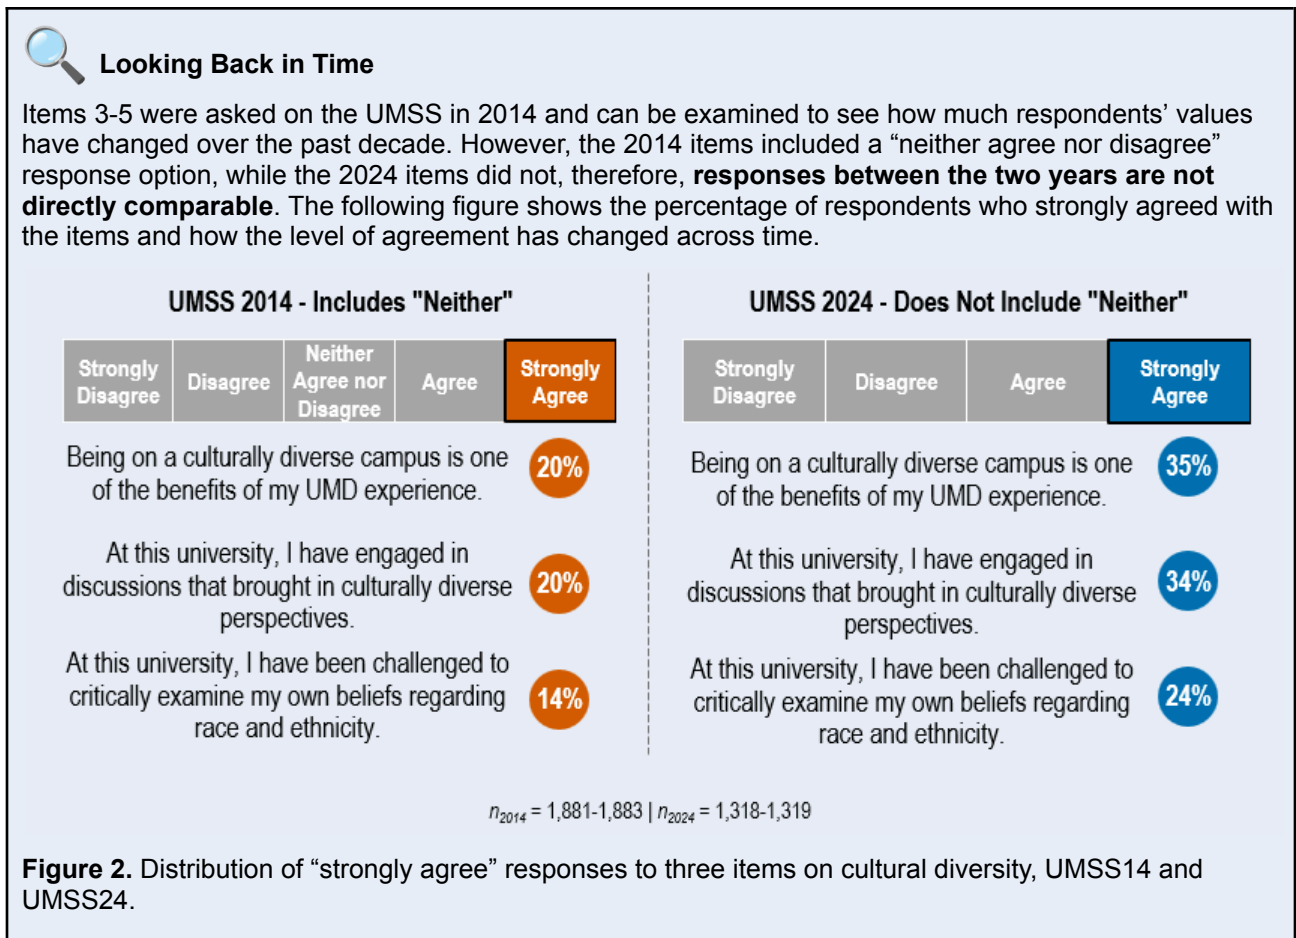 Looking Back in Time
Items 3-5 were asked on the UMSS in 2014 and can be examined to see how much respondents’ values
have changed over the past decade. However, the 2014 items included a “neither agree nor disagree”
response option, while the 2024 items did not, therefore, responses between the two years are not
directly comparable. The following figure shows the percentage of respondents who strongly agreed with
the items and how the level of agreement has changed across time.
UMSS 2014 - Includes "Neither"
Strongly
Disagree
Disagree
Neither
Agree nor
Disagree
Agree
Strongly
Agree
Being on a culturally diverse campus is one
of the benefits of my UMD experience.
20%
At this university, I have engaged in
discussions that brought in culturally diverse
perspectives.
20%
At this university, I have been challenged to
critically examine my own beliefs regarding
race and ethnicity.
14%
UMSS 2024 - Does Not Include "Neither"
Strongly
Disagree
Disagree
Agree
Strongly
Agree
Being on a culturally diverse campus is one
of the benefits of my UMD experience.
35%
At this university, I have engaged in
discussions that brought in culturally diverse
perspectives.
34%
At this university, I have been challenged to
critically examine my own beliefs regarding
race and ethnicity.
24%
n2014 = 1,881-1,883 | n2024 = 1,318-1,319
Figure 2. Distribution of “strongly agree” responses to three items on cultural diversity, UMSS14 and
UMSS24.